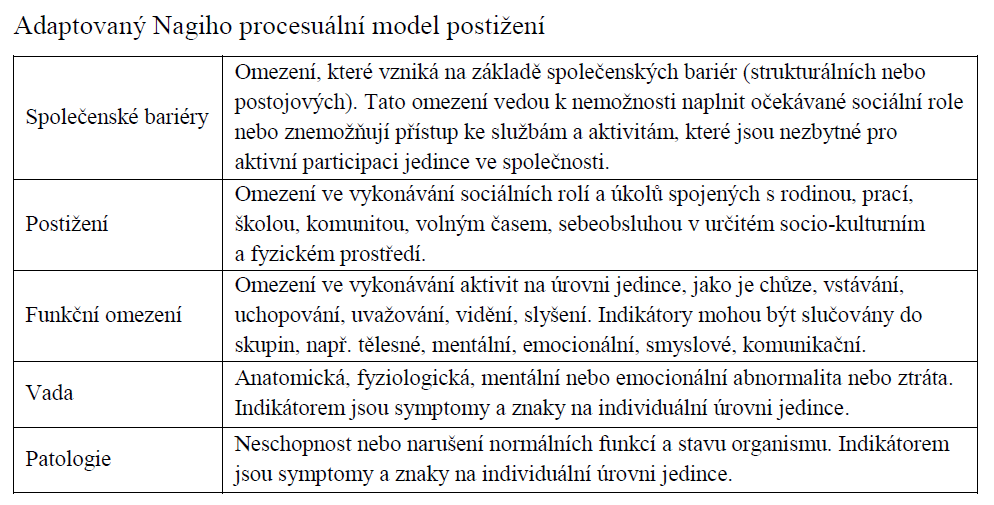 Adaptovaný Nagiho procesuální model postižení
Společenské bariéry
Omezení, které vzniká na základě společenských bariér (strukturálních nebo
postojových). Tato omezení vedou k nemožnosti naplnit očekávané sociální role
nebo znemožňují přístup ke službám a aktivitám, které jsou nezbytné pro
aktivní participaci jedince ve společnosti.
Postižení
Omezení ve vykonávání sociálních rolí a úkolů spojených s rodinou, prací,
školou, komunitou, volným časem, sebeobsluhou v určitém socio-kulturním
a fyzickém prostředí.
Funkční omezení
Omezení ve vykonávání aktivit na úrovni jedince, jako je chůze, vstávání,
uchopování, uvažování, vidění, slyšení. Indikátory mohou být slučovány do
skupin, např. tělesné, mentální, emocionální, smyslové, komunikační.
Vada
Anatomická, fyziologická, mentální nebo emocionální abnormalita nebo ztráta.
Indikátorem jsou symptomy a znaky na individuální úrovni jedince.
Patologie
Neschopnost nebo narušení normálních funkcí a stavu organismu. Indikátorem
jsou symptomy a znaky na individuální úrovni jedince.